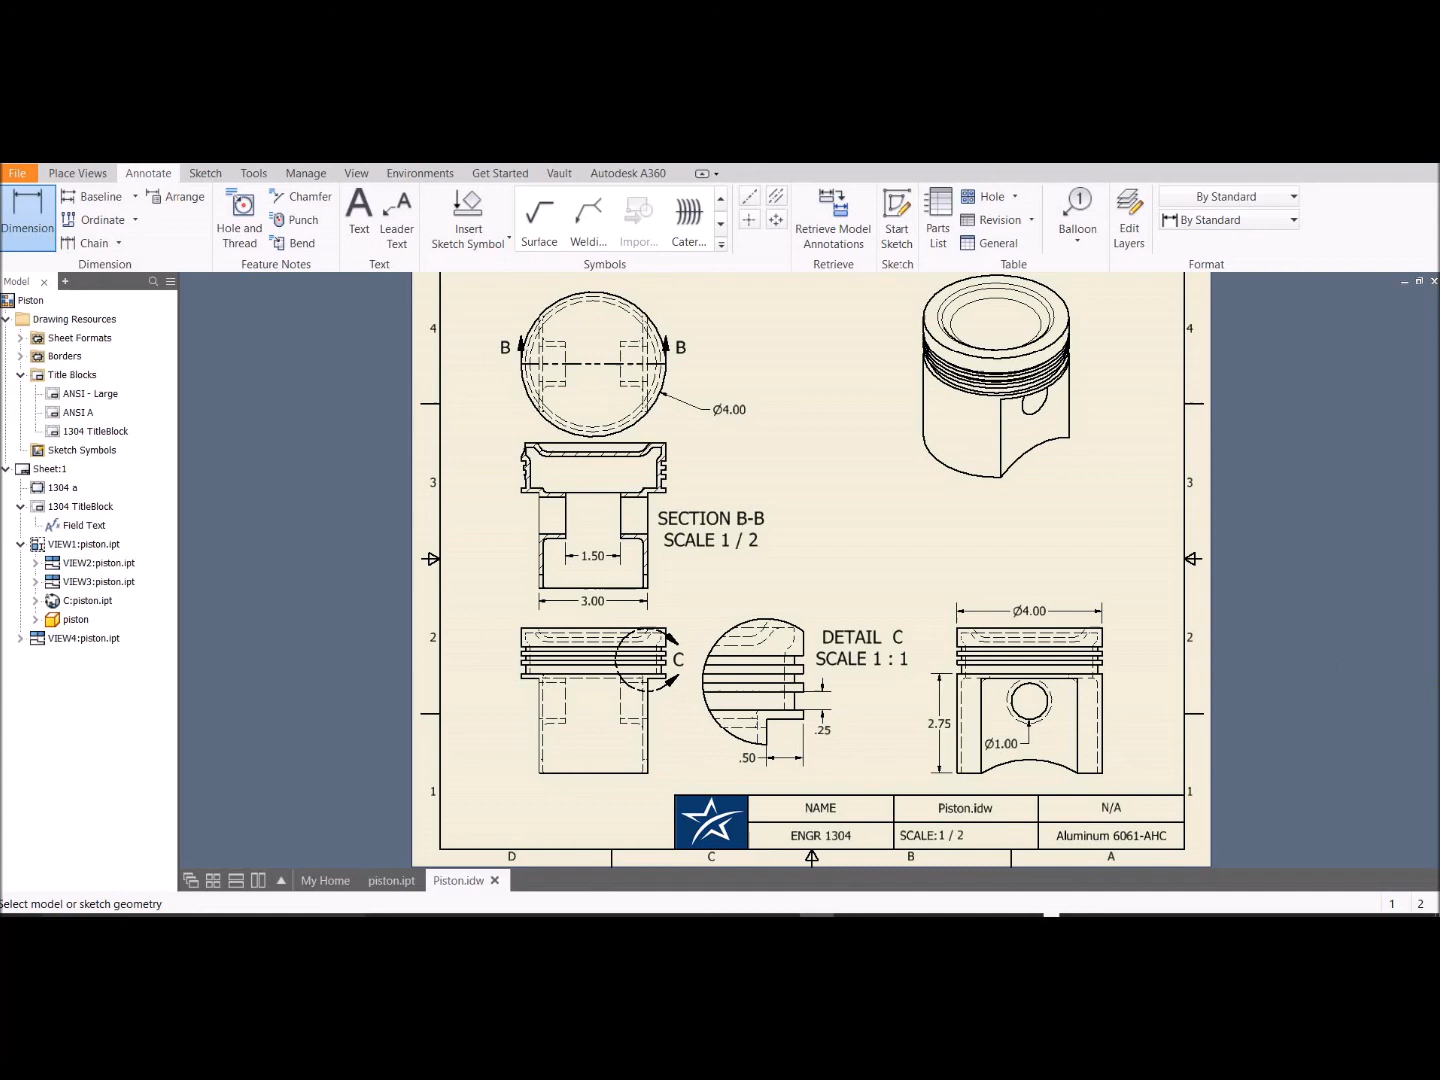 File Place Views Annotate Sketch Tools Manage View Environments Get Started Vault Autodesk A360
Dimension
Baseline
Ordinate
Chain
Arrange
Dimension
Hole and Thread
Chamfer
Punch
Bend
Feature Notes
Text
Leader Text
Text
Insert
Sketch Symbol
Surface
Weldi...
Impor...
Cater...
Symbols
Retrieve Model
Annotations
Retrieve
Start
Sketch
Sketch
Parts
List
Hole
Revision
General
Table
Balloon
Edit
Layers
By Standard
By Standard
Format
Model
Piston
Drawing Resources
Sheet Formats
Borders
Title Blocks
ANSI - Large
ANSI A
1304 TitleBlock
Sketch Symbols
Sheet:1
1304 a
1304 TitleBlock
Field Text
VIEW1:piston.ipt
VIEW2:piston.ipt
VIEW3:piston.ipt
C:piston.ipt
piston
VIEW4:piston.ipt
4
4
B
B
Ø4.00
3
3
SECTION B-B
SCALE 1 / 2
1.50
3.00
2
2
C
DETAIL C
SCALE 1 : 1
.25
.50
Ø4.00
2.75
Ø1.00
1
1
NAME
Piston.idw
N/A
ENGR 1304
SCALE:1 / 2
Aluminum 6061-AHC
D
C
B
A
My Home
piston.ipt
Piston.idw
Select model or sketch geometry
1
2